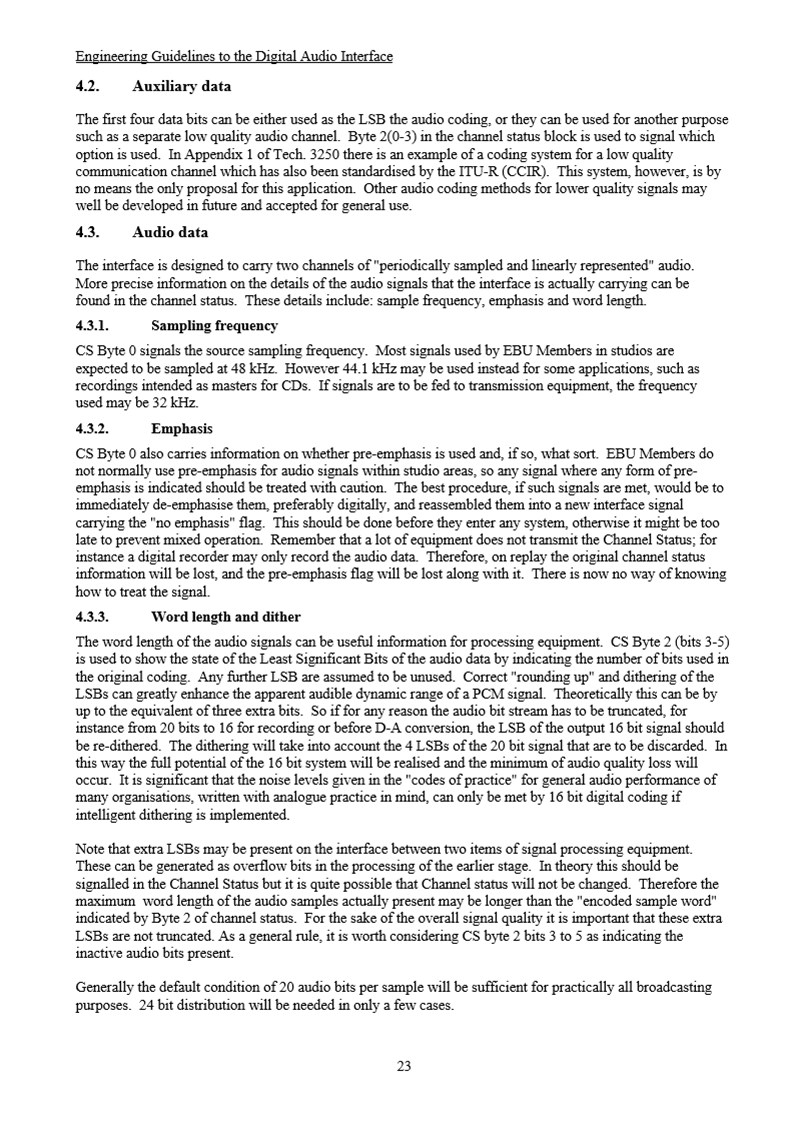 Engineering Guidelines to the Digital Audio Interface
4.2. Auxiliary data
The first four data bits can be either used as the LSB the audio coding, or they can be used for another purpose
such as a separate low quality audio channel. Byte 2(0-3) in the channel status block is used to signal which
option is used. In Appendix 1 of Tech. 3250 there is an example of a coding system for a low quality
communication channel which has also been standardised by the ITU-R (CCIR). This system, however, is by
no means the only proposal for this application. Other audio coding methods for lower quality signals may
well be developed in future and accepted for general use.
4.3. Audio data
The interface is designed to carry two channels of "periodically sampled and linearly represented" audio.
More precise information on the details of the audio signals that the interface is actually carrying can be
found in the channel status. These details include: sample frequency, emphasis and word length.
4.3.1. Sampling frequency
CS Byte 0 signals the source sampling frequency. Most signals used by EBU Members in studios are
expected to be sampled at 48 kHz. However 44.1 kHz may be used instead for some applications, such as
recordings intended as masters for CDs. If signals are to be fed to transmission equipment, the frequency
used may be 32 kHz.
4.3.2. Emphasis
CS Byte 0 also carries information on whether pre-emphasis is used and, if so, what sort. EBU Members do
not normally use pre-emphasis for audio signals within studio areas, so any signal where any form of pre-
emphasis is indicated should be treated with caution. The best procedure, if such signals are met, would be to
immediately de-emphasise them, preferably digitally, and reassembled them into a new interface signal
carrying the "no emphasis" flag. This should be done before they enter any system, otherwise it might be too
late to prevent mixed operation. Remember that a lot of equipment does not transmit the Channel Status; for
instance a digital recorder may only record the audio data. Therefore, on replay the original channel status
information will be lost, and the pre-emphasis flag will be lost along with it. There is now no way of knowing
how to treat the signal.
4.3.3. Word length and dither
The word length of the audio signals can be useful information for processing equipment. CS Byte 2 (bits 3-5)
is used to show the state of the Least Significant Bits of the audio data by indicating the number of bits used in
the original coding. Any further LSB are assumed to be unused. Correct "rounding up" and dithering of the
LSBs can greatly enhance the apparent audible dynamic range of a PCM signal. Theoretically this can be by
up to the equivalent of three extra bits. So if for any reason the audio bit stream has to be truncated, for
instance from 20 bits to 16 for recording or before D-A conversion, the LSB of the output 16 bit signal should
be re-dithered. The dithering will take into account the 4 LSBs of the 20 bit signal that are to be discarded. In
this way the full potential of the 16 bit system will be realised and the minimum of audio quality loss will
occur. It is significant that the noise levels given in the "codes of practice" for general audio performance of
many organisations, written with analogue practice in mind, can only be met by 16 bit digital coding if
intelligent dithering is implemented.
Note that extra LSBs may be present on the interface between two items of signal processing equipment.
These can be generated as overflow bits in the processing of the earlier stage. In theory this should be
signalled in the Channel Status but it is quite possible that Channel status will not be changed. Therefore the
maximum word length of the audio samples actually present may be longer than the "encoded sample word"
indicated by Byte 2 of channel status. For the sake of the overall signal quality it is important that these extra
LSBs are not truncated. As a general rule, it is worth considering CS byte 2 bits 3 to 5 as indicating the
inactive audio bits present.
Generally the default condition of 20 audio bits per sample will be sufficient for practically all broadcasting
purposes. 24 bit distribution will be needed in only a few cases.
23